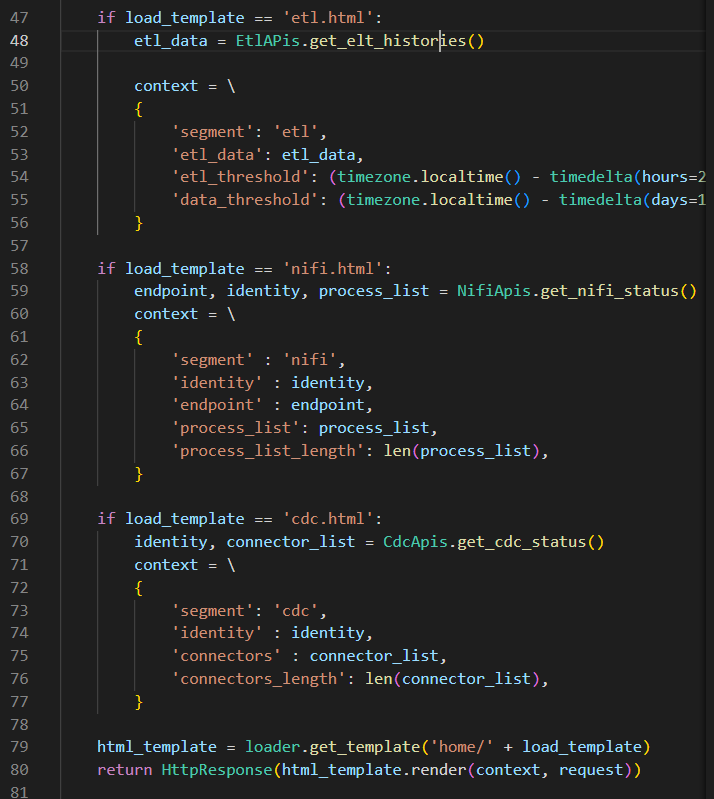 47 if load_template == 'etl.html':
48 etl_data = EtlAPis.get_elt_histories()
49
50 context = \
51 {
52 'segment': 'etl',
53 'etl_data': etl_data,
54 'etl_threshold': (timezone.localtime() - timedelta(hours=2
55 'data_threshold': (timezone.localtime() - timedelta(days=1
56 }
57
58 if load_template == 'nifi.html':
59 endpoint, identity, process_list = NifiApis.get_nifi_status()
60 context = \
61 {
62 'segment' : 'nifi',
63 'identity' : identity,
64 'endpoint' : endpoint,
65 'process_list': process_list,
66 'process_list_length': len(process_list),
67 }
68
69 if load_template == 'cdc.html':
70 identity, connector_list = CdcApis.get_cdc_status()
71 context = \
72 {
73 'segment': 'cdc',
74 'identity' : identity,
75 'connectors' : connector_list,
76 'connectors_length': len(connector_list),
77 }
78
79 html_template = loader.get_template('home/' + load_template)
80 return HttpResponse(html_template.render(context, request))
81